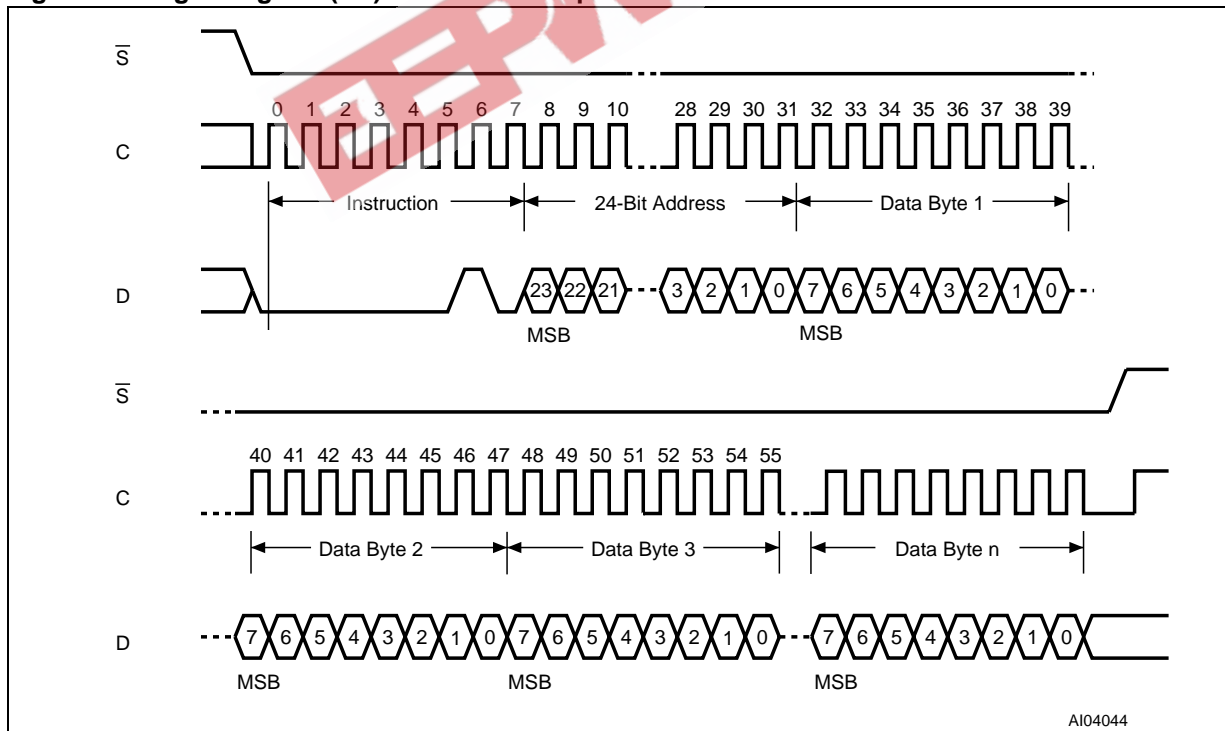 S
0 1 2 3 4 5 6 7 8 9 10 28 29 30 31 32 33 34 35 36 37 38 39
C
Instruction 24-Bit Address Data Byte 1
D 23 22 21 3 2 1 0 7 6 5 4 3 2 1 0
MSB MSB
S
40 41 42 43 44 45 46 47 48 49 50 51 52 53 54 55
C
Data Byte 2 Data Byte 3 Data Byte n
D 7 6 5 4 3 2 1 0 7 6 5 4 3 2 1 0 7 6 5 4 3 2 1 0
MSB MSB MSB
AI04044